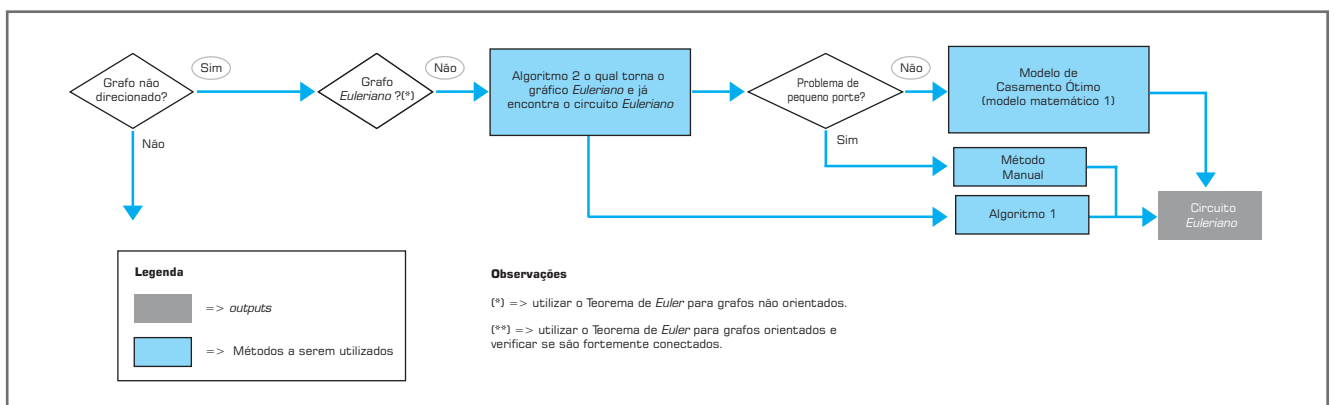 Grafo não
direcionado?
Sim
Não
Grafo
Euleriano ?(*)
Não
Algoritmo 2 o qual torna o
gráfico Euleriano e já
encontra o circuito Euleriano
Problema de
pequeno porte?
Não
Sim
Modelo de
Casamento Ótimo
(modelo matemático 1)
Método
Manual
Algoritmo 1
Circuito
Euleriano
Legenda
=> outputs
=> Métodos a serem utilizados
Observações
(*) => utilizar o Teorema de Euler para grafos não orientados.
(**) => utilizar o Teorema de Euler para grafos orientados e
verificar se são fortemente conectados.